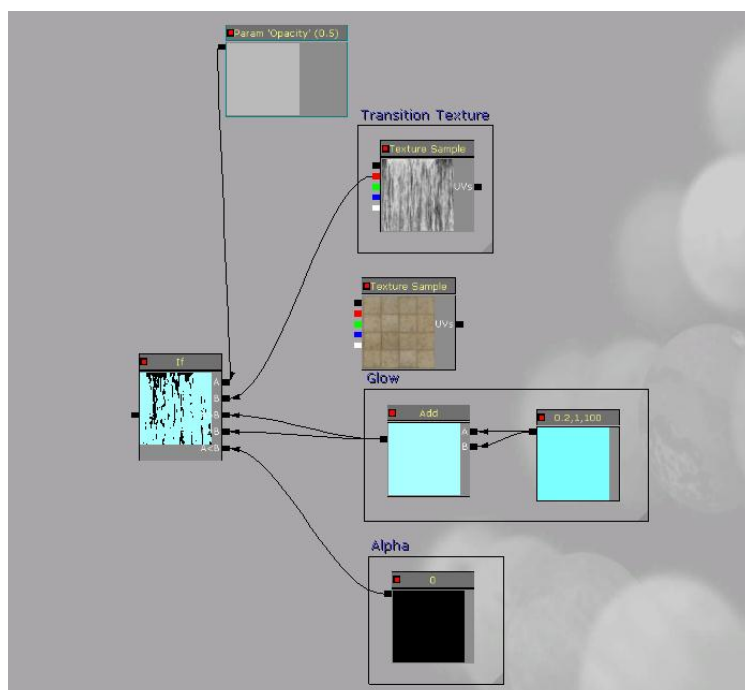 Param 'Opacity' (0.5)
Transition Texture
Texture Sample
UVs
Texture Sample
UVs
If
A
B
B
AB
A<B
Glow
Add
A
B
0.2,1,100
Alpha
0